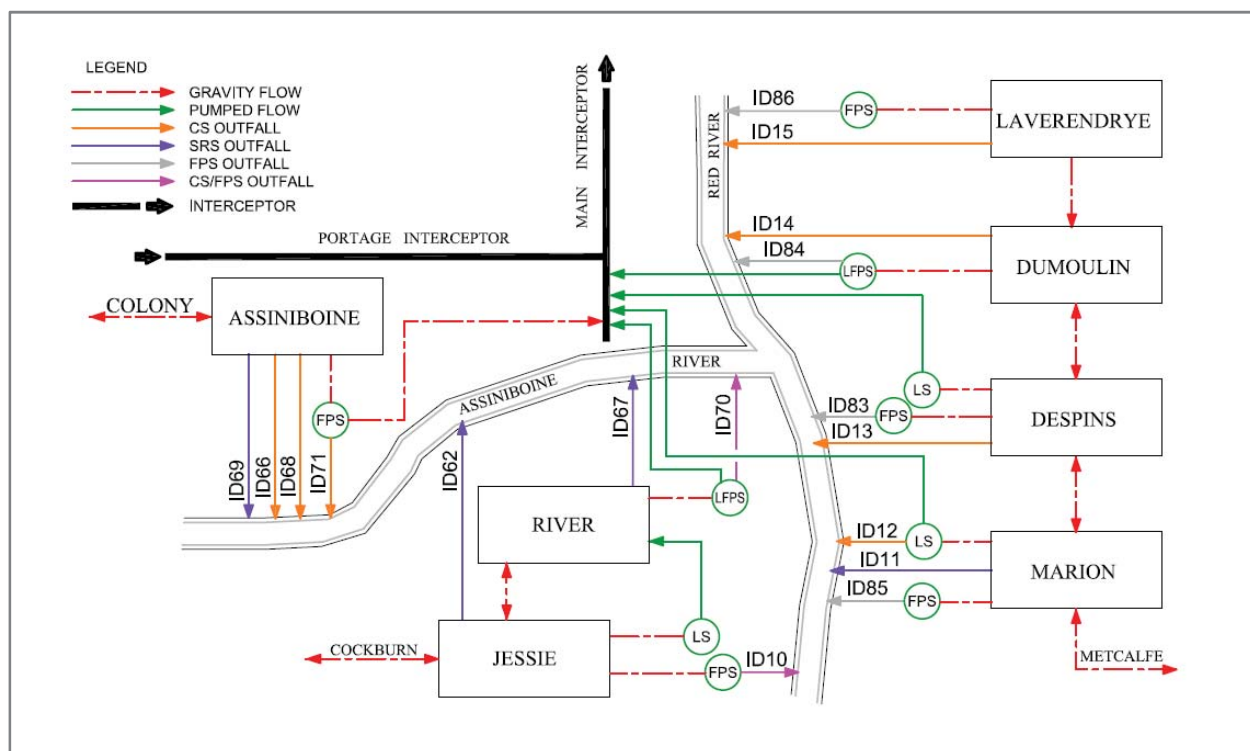 LEGEND
GRAVITY FLOW
PUMPED FLOW
CS OUTFALL
SRS OUTFALL
FPS OUTFALL
CS/FPS OUTFALL
INTERCEPTOR
PORTAGE INTERCEPTOR
MAIN INTERCEPTOR
RED RIVER
ID86
FPS
LAVERENDRYE
ID15
ID14
ID84
LFPS
DUMOULIN
COLONY
ASSINIBOINE
FPS
ID69
ID66
ID68
ID71
ASSINIBOINE
RIVER
ID62
ID67
ID70
LS
ID83
FPS
DESPINS
ID13
RIVER
LFPS
ID12
LS
ID11
MARION
ID85
FPS
COCKBURN
JESSIE
LS
FPS
ID10
METCALFE